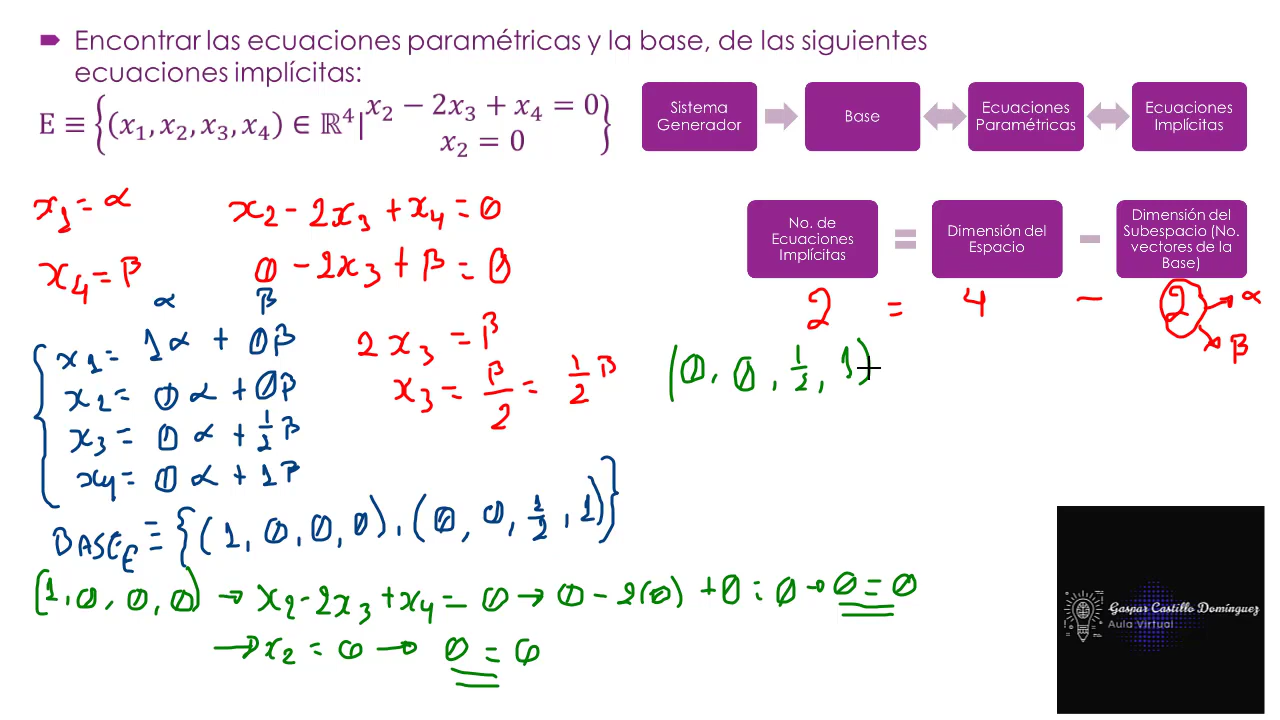 Encontrar las ecuaciones paramétricas y la base, de las siguientes
ecuaciones implícitas:
E ≡ {(x₁, x₂, x₃, x₄) ∈ ℝ⁴| x₂ − 2x₃ + x₄ = 0
x₂ = 0}
Sistema
Generador
Base
Ecuaciones
Paramétricas
Ecuaciones
Implícitas
No. de
Ecuaciones
Implícitas
=
Dimensión del
Espacio
−
Dimensión del
Subespacio (No.
vectores de la
Base)
2 = 4 − 2 → α
→ β
x₁ = α
x₄ = β
x₂ − 2x₃ + x₄ = 0
0 − 2x₃ + β = 0
2x₃ = β
x₃ = β/2 = 1/2 β
α β
x₁ = 1α + 0β
x₂ = 0α + 0β
x₃ = 0α + 1/2 β
x₄ = 0α + 1β
BASE_E ≡ {(1, 0, 0, 0), (0, 0, 1/2, 1)}
(0, 0, 1/2, 1)
(1, 0, 0, 0) → x₂ − 2x₃ + x₄ = 0 → 0 − 2(0) + 0 = 0 → 0 = 0
→ x₂ = 0 → 0 = 0
Gaspar Castillo Domínguez
Aula Virtual